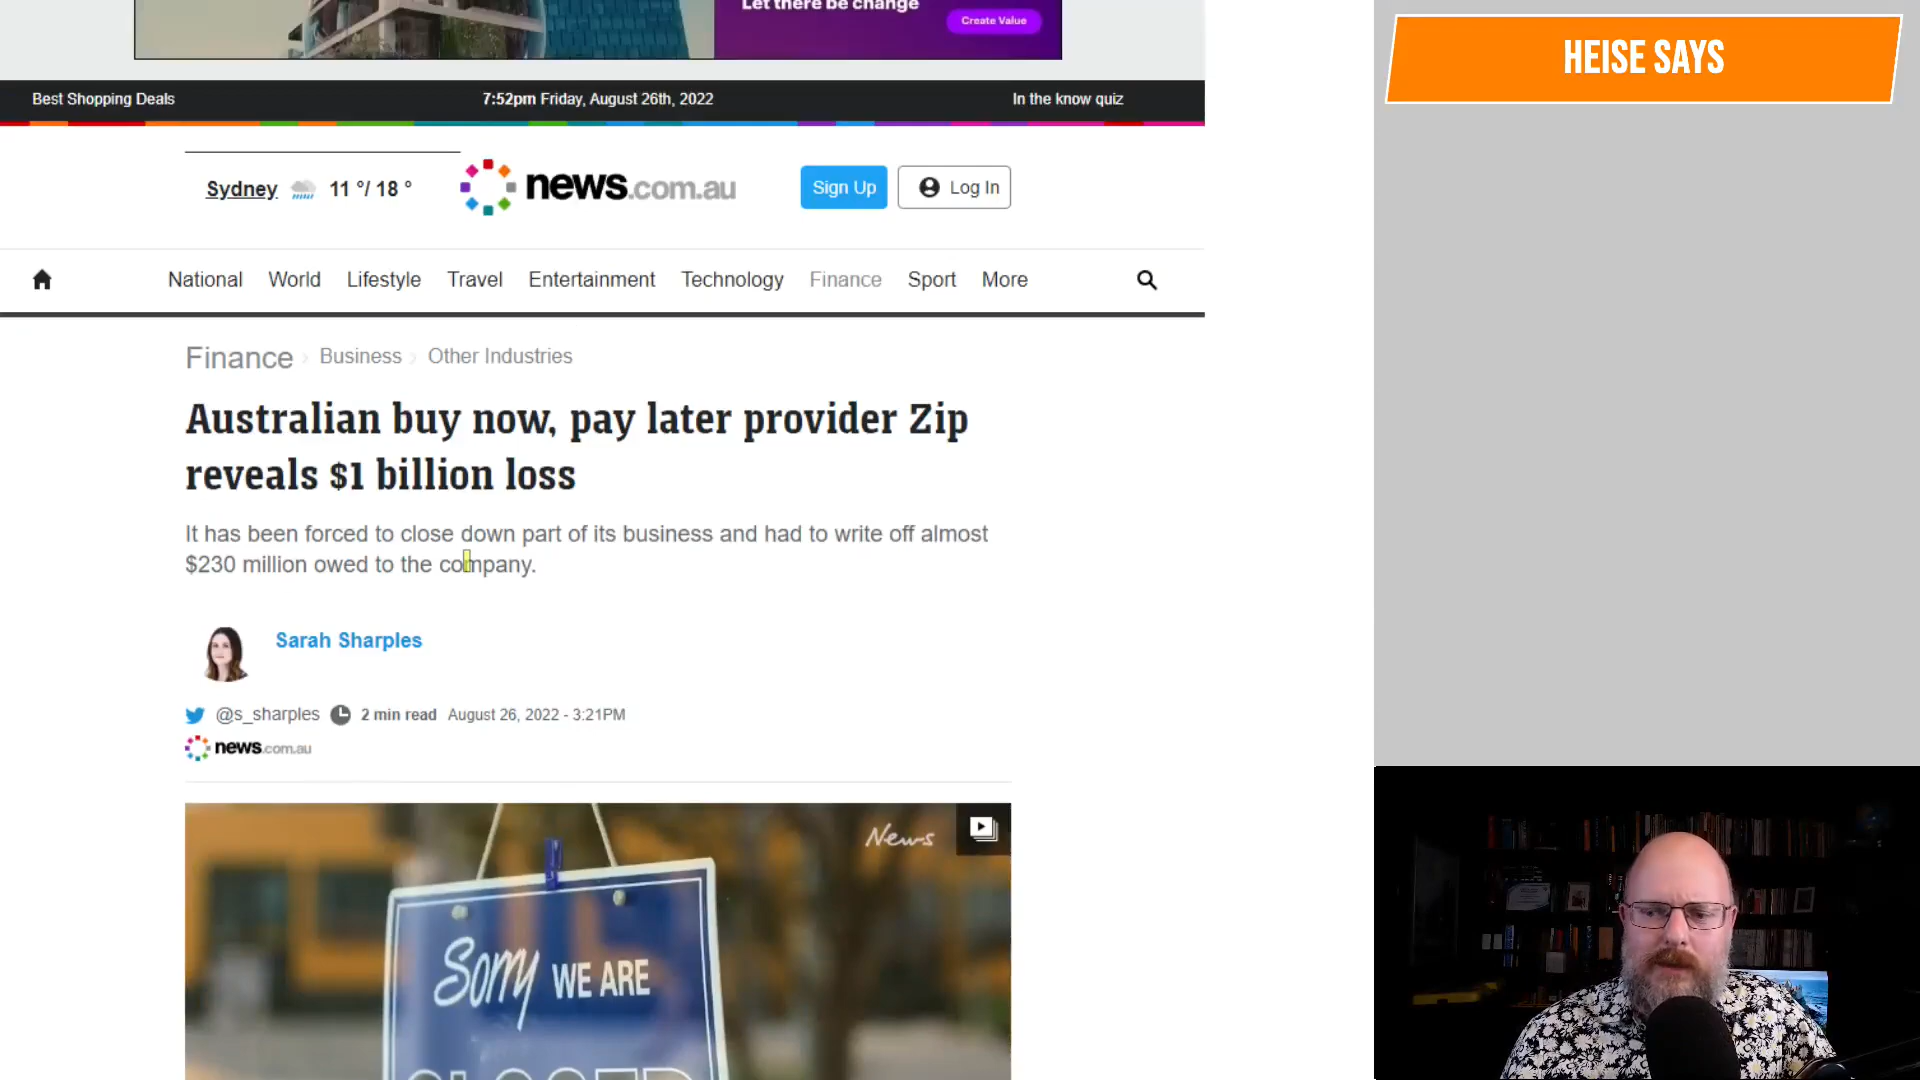 Let there be change
Create Value
HEISE SAYS
Best Shopping Deals
7:52pm Friday, August 26th, 2022
In the know quiz
Sydney
11 °/ 18 °
news.com.au
Sign Up
Log In
National
World
Lifestyle
Travel
Entertainment
Technology
Finance
Sport
More
Finance › Business › Other Industries
Australian buy now, pay later provider Zip
reveals $1 billion loss
It has been forced to close down part of its business and had to write off almost
$230 million owed to the company.
Sarah Sharples
@s_sharples
2 min read
August 26, 2022 - 3:21PM
news.com.au
News
Sorry WE ARE
CLOSED